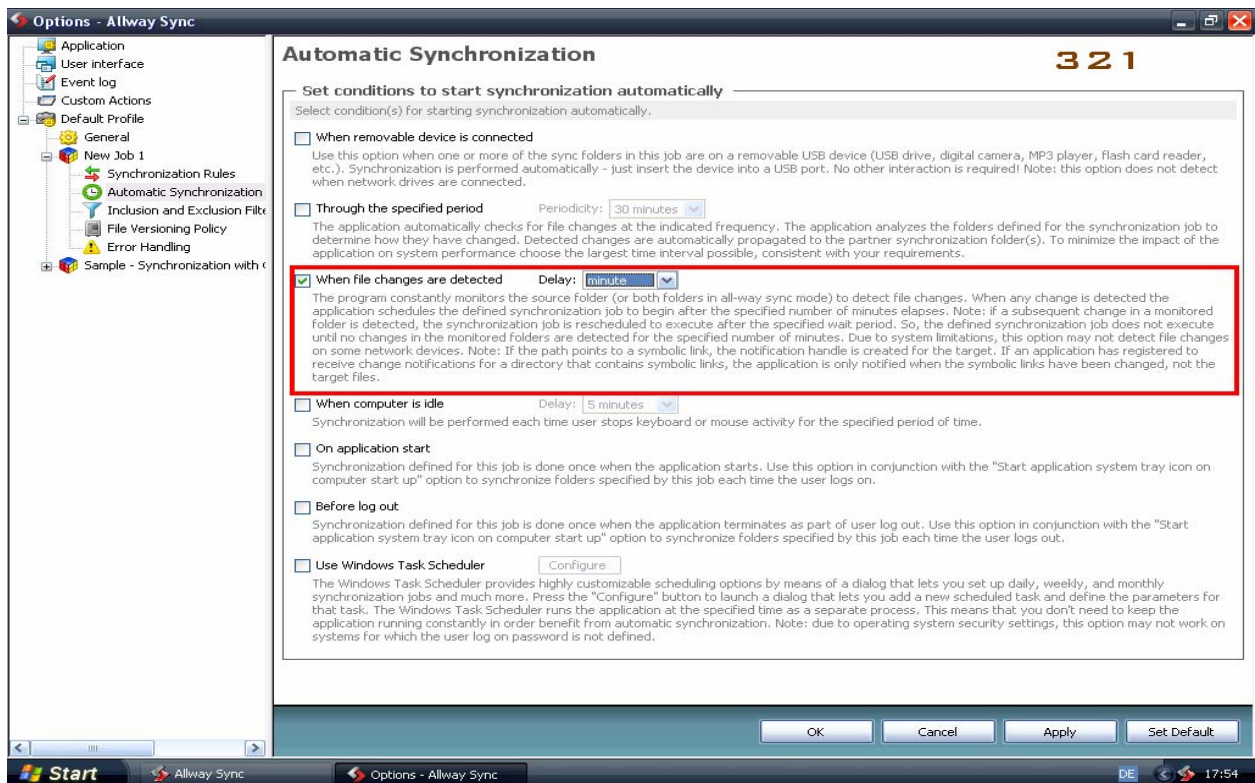 Options - Allway Sync
Application
User interface
Event log
Custom Actions
Default Profile
General
New Job 1
Synchronization Rules
Automatic Synchronization
Inclusion and Exclusion Filte
File Versioning Policy
Error Handling
Sample - Synchronization with
Automatic Synchronization
3 2 1
Set conditions to start synchronization automatically
Select condition(s) for starting synchronization automatically.
When removable device is connected
Use this option when one or more of the sync folders in this job are on a removable USB device (USB drive, digital camera, MP3 player, flash card reader,
etc.). Synchronization is performed automatically - just insert the device into a USB port. No other interaction is required! Note: this option does not detect
when network drives are connected.
Through the specified period Periodicity: 30 minutes
The application automatically checks for file changes at the indicated frequency. The application analyzes the folders defined for the synchronization job to
determine how they have changed. Detected changes are automatically propagated to the partner synchronization folder(s). To minimize the impact of the
application on system performance choose the largest time interval possible, consistent with your requirements.
When file changes are detected Delay: minute
The program constantly monitors the source folder (or both folders in all-way sync mode) to detect file changes. When any change is detected the
application schedules the defined synchronization job to begin after the specified number of minutes elapses. Note: if a subsequent change in a monitored
folder is detected, the synchronization job is rescheduled to execute after the specified wait period. So, the defined synchronization job does not execute
until no changes in the monitored folders are detected for the specified number of minutes. Due to system limitations, this option may not detect file changes
on some network devices. Note: If the path points to a symbolic link, the notification handle is created for the target. If an application has registered to
receive change notifications for a directory that contains symbolic links, the application is only notified when the symbolic links have been changed, not the
target files.
When computer is idle Delay: 5 minutes
Synchronization will be performed each time user stops keyboard or mouse activity for the specified period of time.
On application start
Synchronization defined for this job is done once when the application starts. Use this option in conjunction with the "Start application system tray icon on
computer start up" option to synchronize folders specified by this job each time the user logs on.
Before log out
Synchronization defined for this job is done once when the application terminates as part of user log out. Use this option in conjunction with the "Start
application system tray icon on computer start up" option to synchronize folders specified by this job each time the user logs out.
Use Windows Task Scheduler Configure
The Windows Task Scheduler provides highly customizable scheduling options by means of a dialog that lets you set up daily, weekly, and monthly
synchronization jobs and much more. Press the "Configure" button to launch a dialog that lets you add a new scheduled task and define the parameters for
that task. The Windows Task Scheduler runs the application at the specified time as a separate process. This means that you don't need to keep the
application running constantly in order benefit from automatic synchronization. Note: due to operating system security settings, this option may not work on
systems for which the user log on password is not defined.
OK Cancel Apply Set Default
Start Allway Sync Options - Allway Sync DE 17:54